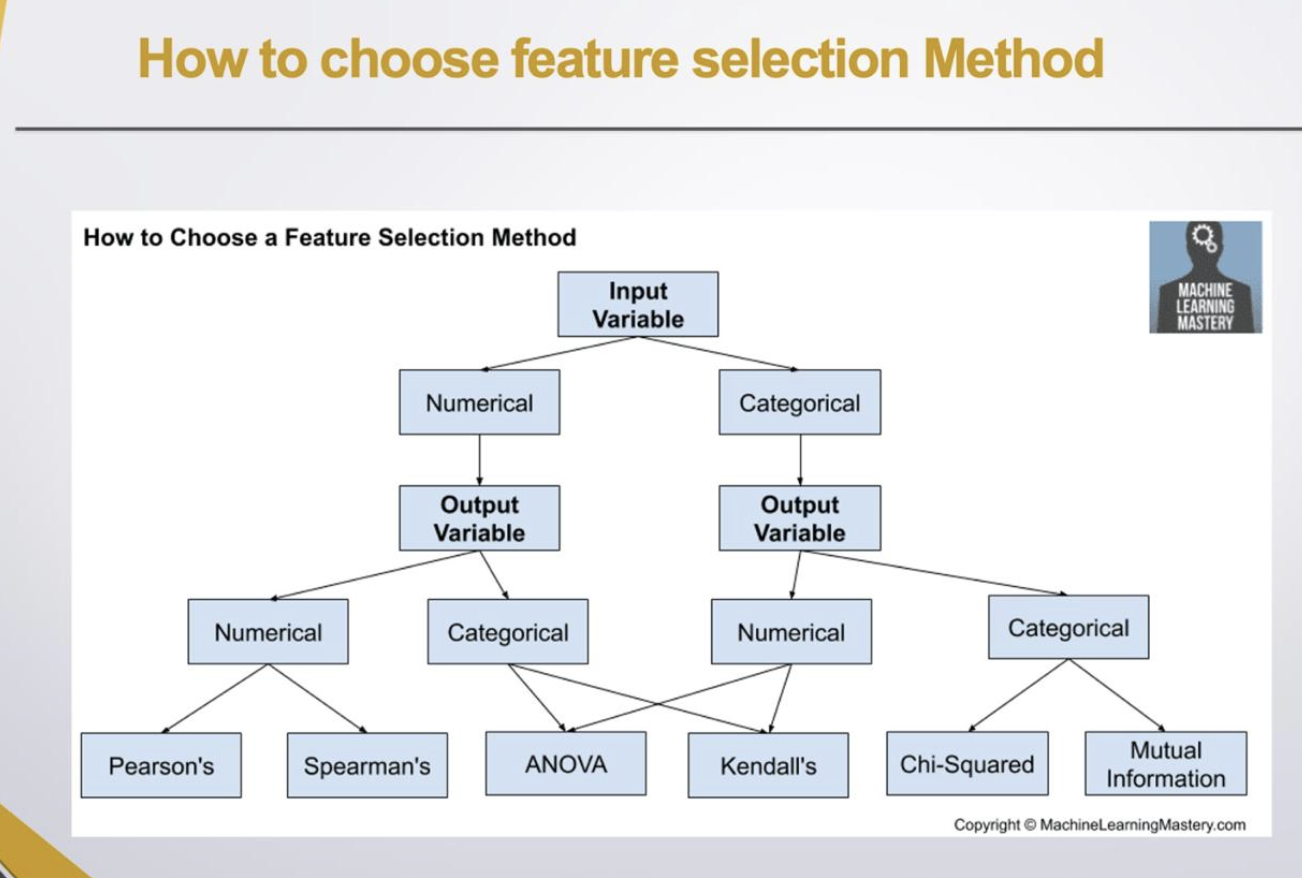 How to choose feature selection Method
How to Choose a Feature Selection Method
MACHINE
LEARNING
MASTERY
Input
Variable
Numerical
Categorical
Output
Variable
Output
Variable
Numerical
Categorical
Numerical
Categorical
Pearson's
Spearman's
ANOVA
Kendall's
Chi-Squared
Mutual
Information
Copyright © MachineLearningMastery.com